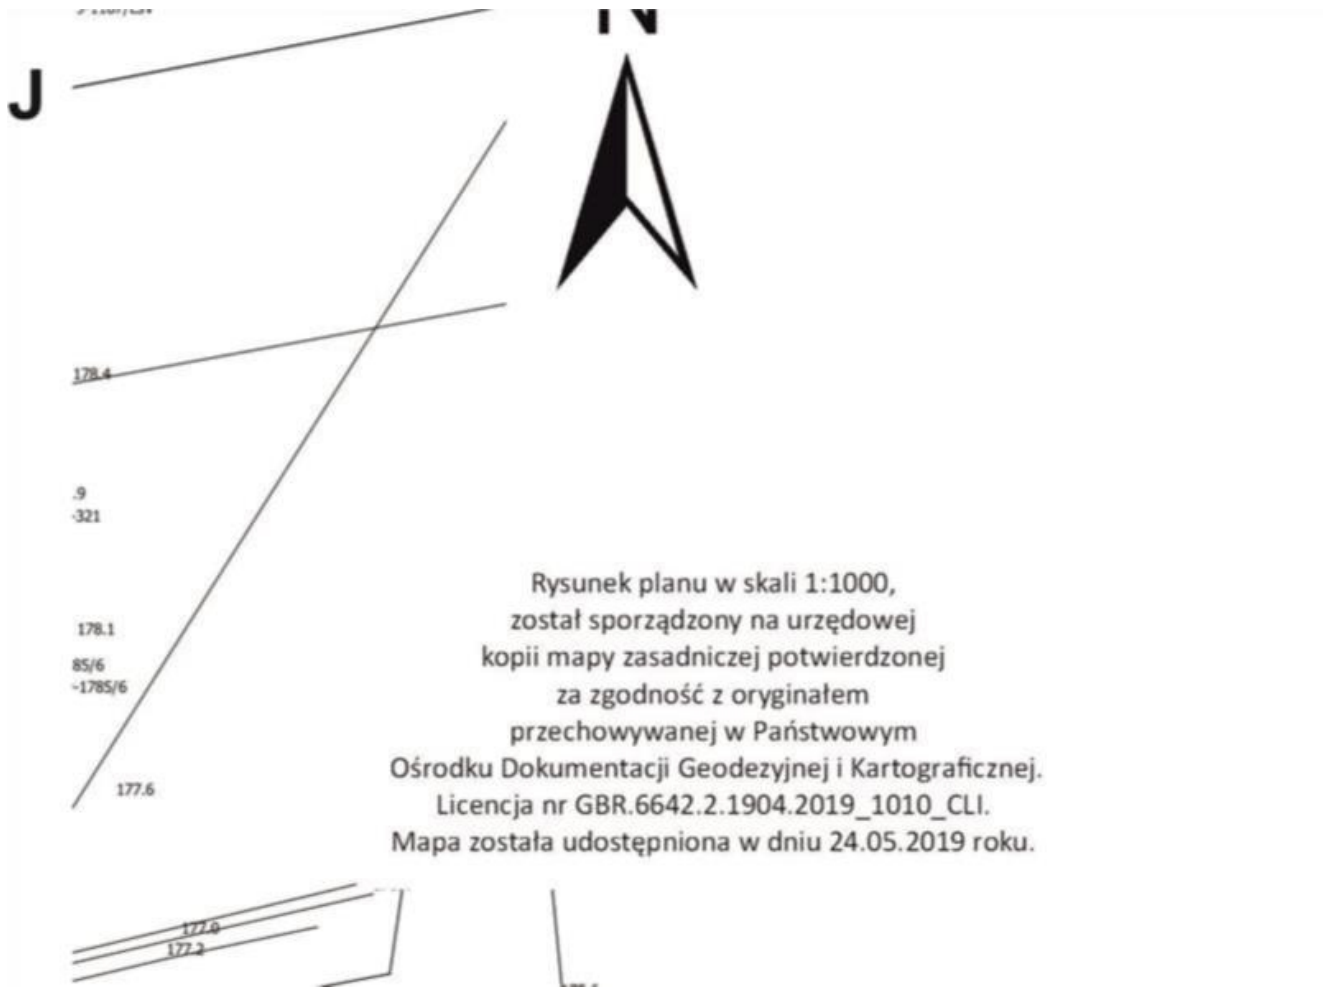 N
J
178.4
.9
-321
178.1
85/6
-1785/6
177.6
Rysunek planu w skali 1:1000,
został sporządzony na urzędowej
kopii mapy zasadniczej potwierdzonej
za zgodność z oryginałem
przechowywanej w Państwowym
Ośrodku Dokumentacji Geodezyjnej i Kartograficznej.
Licencja nr GBR.6642.2.1904.2019_1010_CLI.
Mapa została udostępniona w dniu 24.05.2019 roku.
177.0
177.2